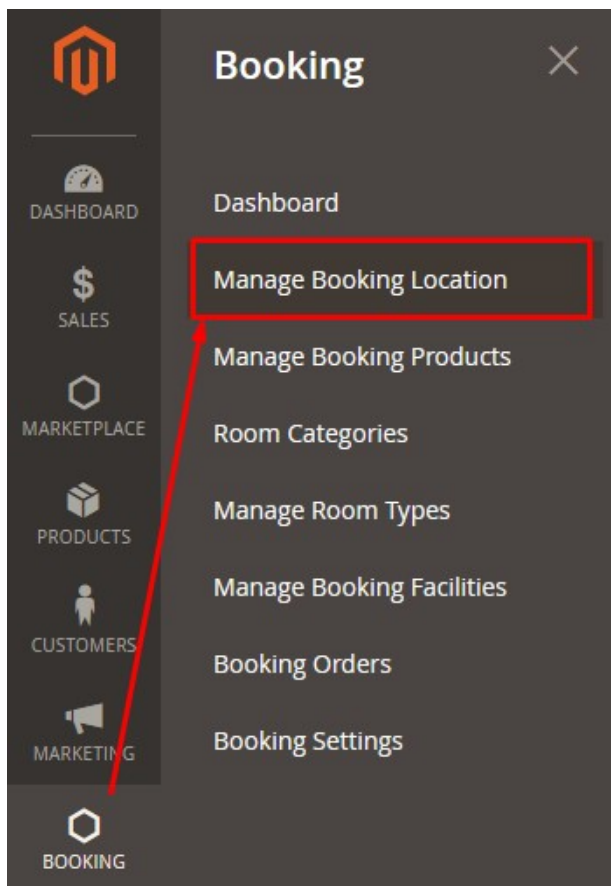 Booking
DASHBOARD
SALES
MARKETPLACE
PRODUCTS
CUSTOMERS
MARKETING
BOOKING
Dashboard
Manage Booking Location
Manage Booking Products
Room Categories
Manage Room Types
Manage Booking Facilities
Booking Orders
Booking Settings